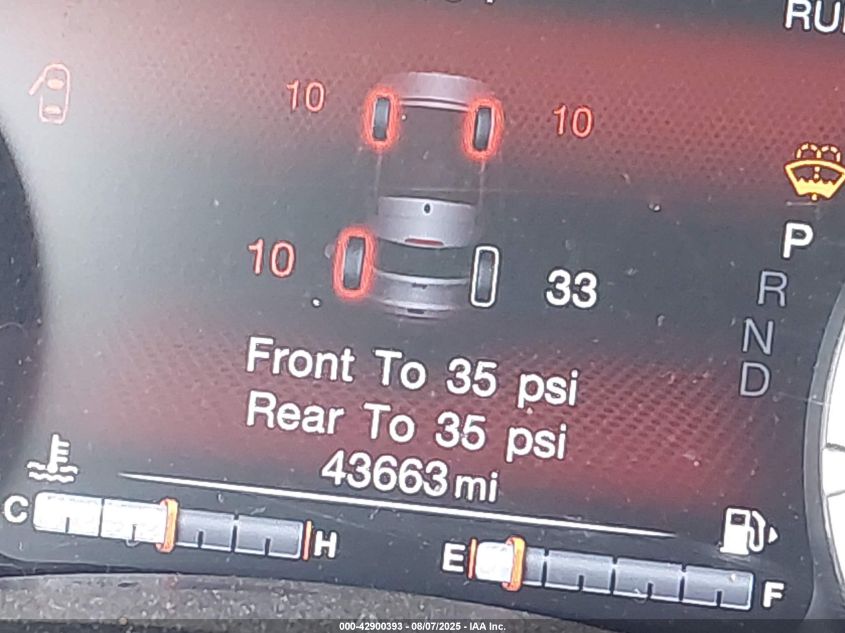 RU
10 10
10 33
P
R
N
D
Front To 35 psi
Rear To 35 psi
43663 mi
C H
E F
000-42900393 - 08/07/2025 - IAA Inc.